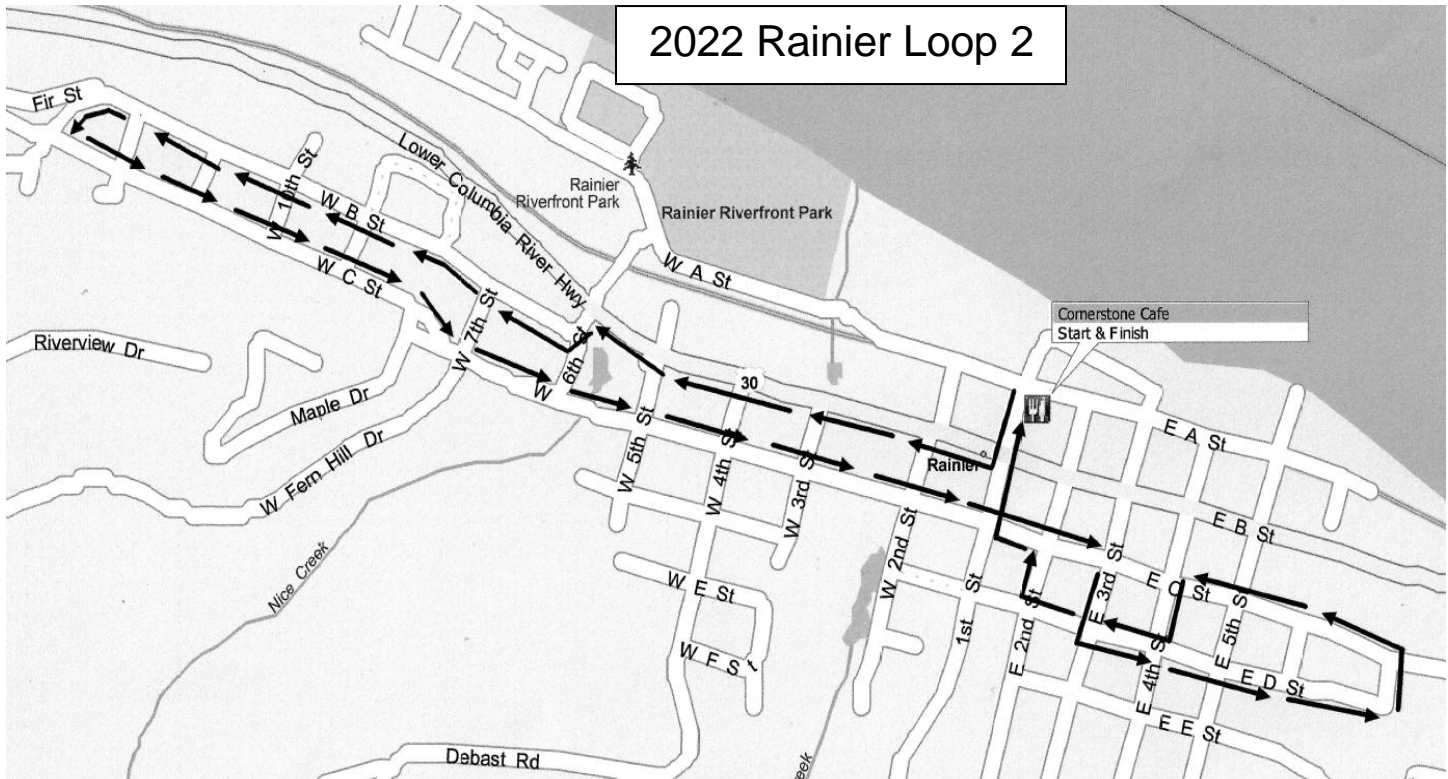 2022 Rainier Loop 2
Fir St
Lower Columbia River Hwy
W 10th St
W B St
W C St
Rainier
Riverfront Park
Rainier Riverfront Park
W A St
Cornerstone Cafe
Start & Finish
Riverview Dr
Maple Dr
W Fern Hill Dr
W 7th St
W 6th St
30
Nice Creek
W 5th St
W 4th St
W 3rd St
W 2nd St
Rainier
1st St
E A St
E B St
E C St
E 2nd St
E 3rd St
E 4th St
E 5th S
E D St
E E St
W E St
W F St
Debast Rd
eek